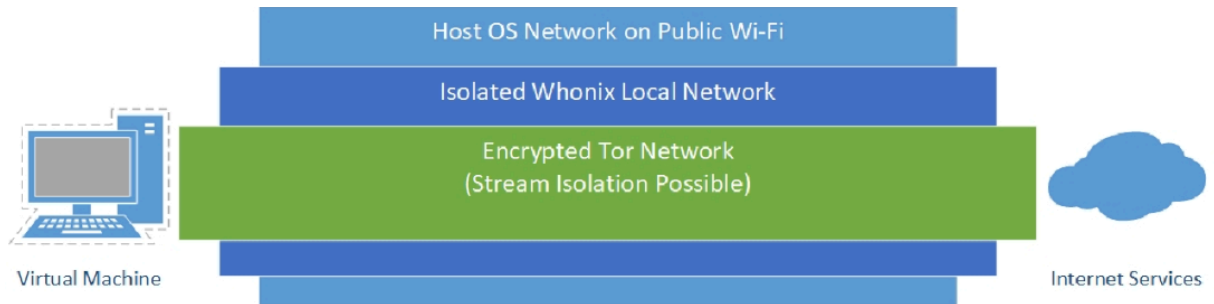 Host OS Network on Public Wi-Fi
Isolated Whonix Local Network
Encrypted Tor Network
(Stream Isolation Possible)
Virtual Machine
Internet Services